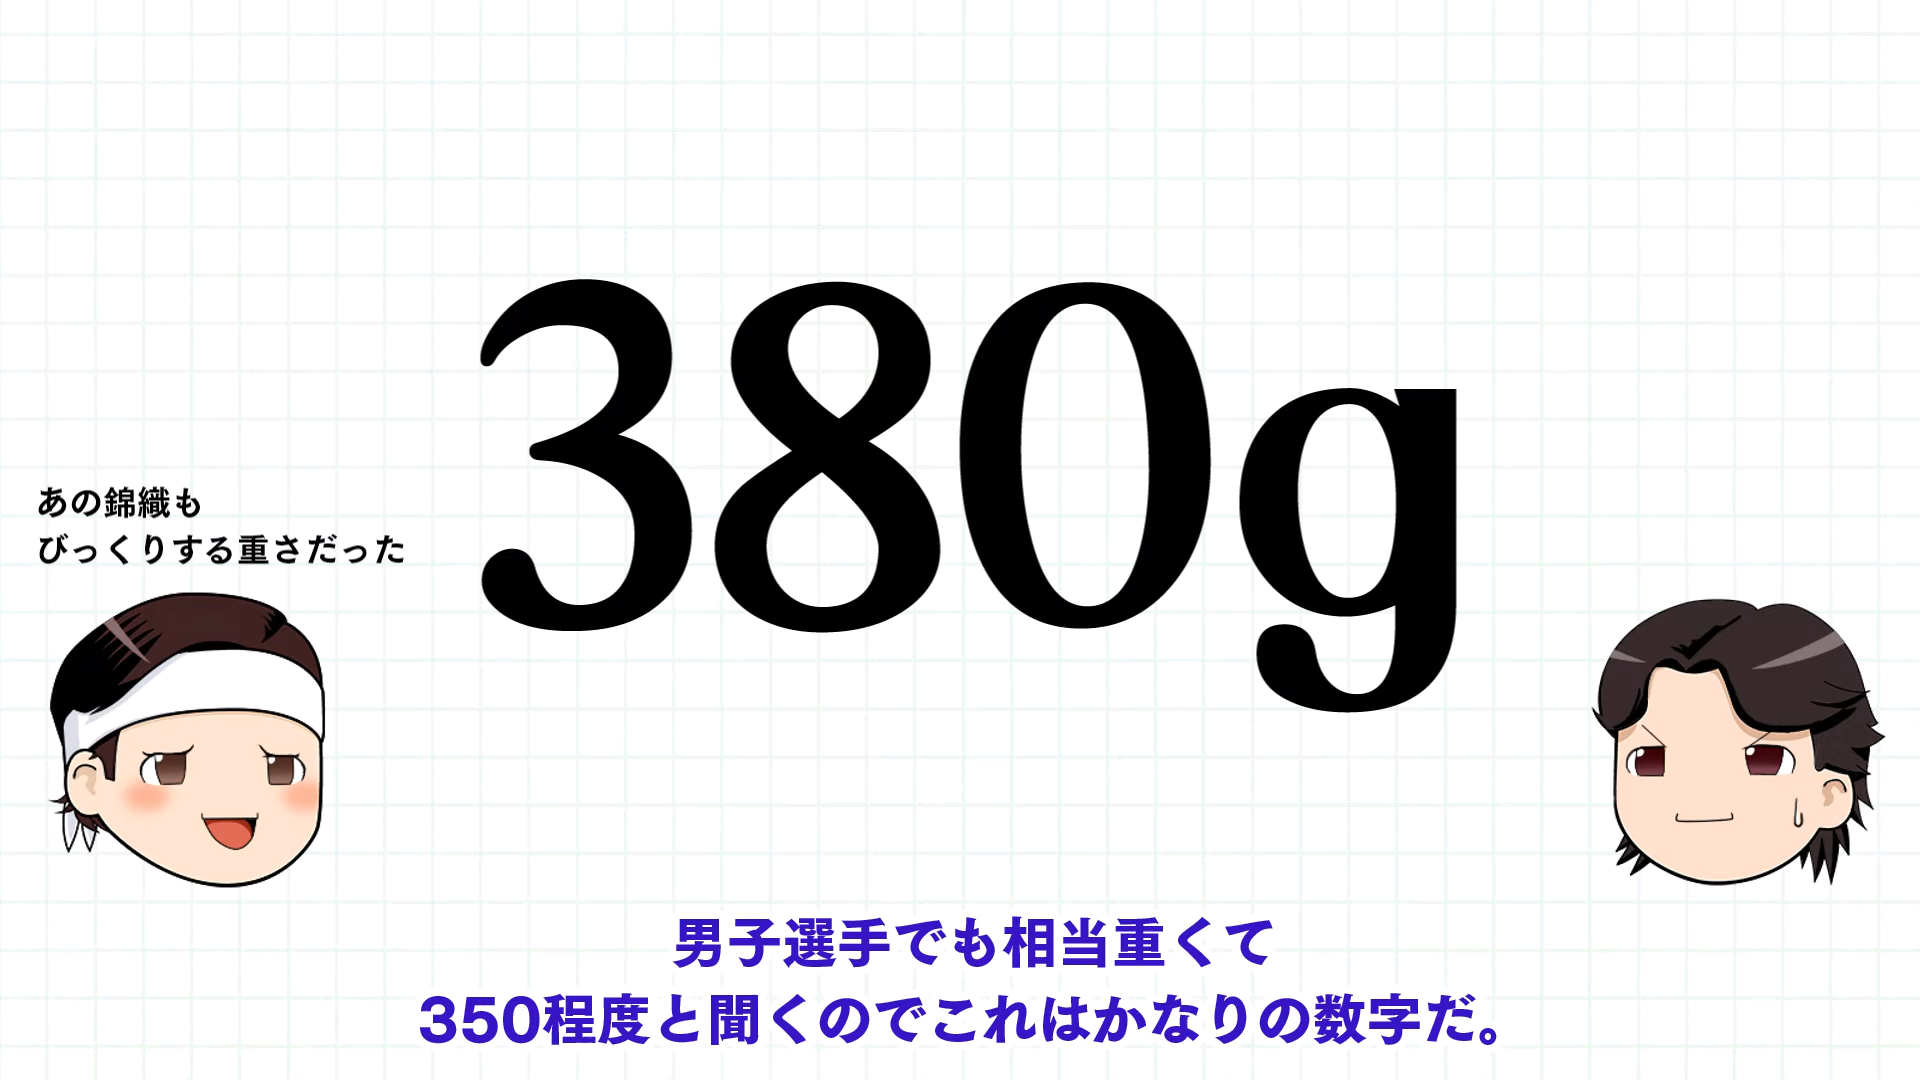 380g
あの錦織も
びっくりする重さだった
男子選手でも相当重くて
350程度と聞くのでこれはかなりの数字だ。